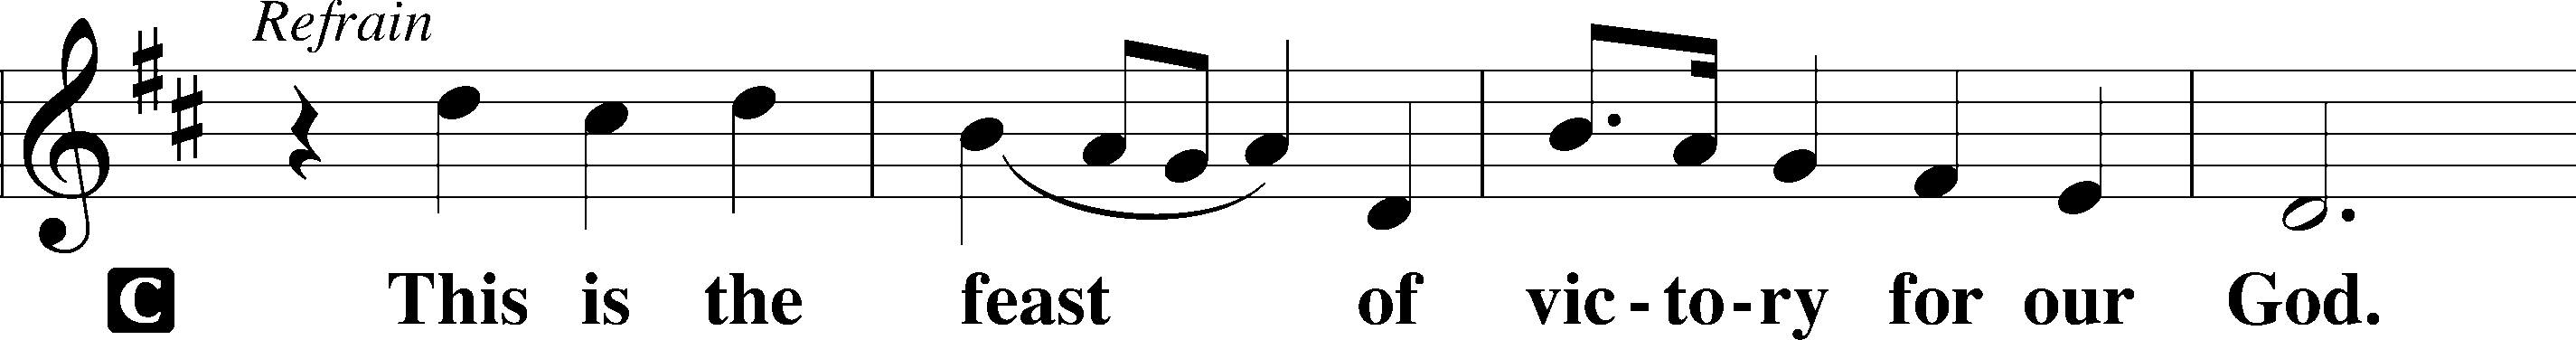 Refrain
C This is the feast of vic - to - ry for our God.